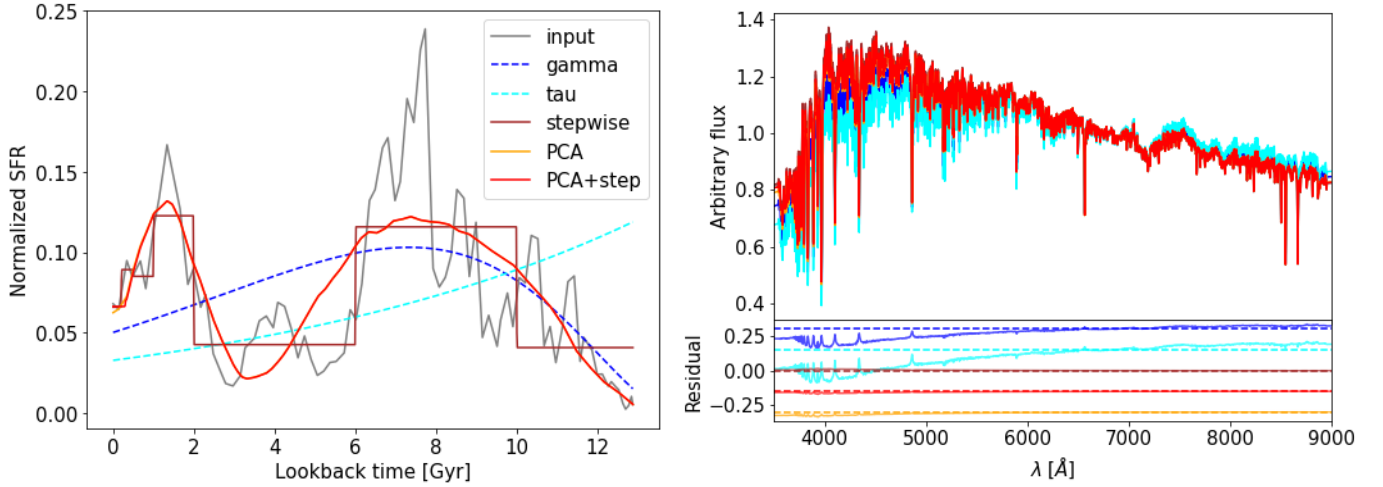 0.25
0.20
0.15
0.10
0.05
0.00
Normalized SFR
0 2 4 6 8 10 12
Lookback time [Gyr]
input
gamma
tau
stepwise
PCA
PCA+step
1.4
1.2
1.0
0.8
0.6
0.4
Arbitrary flux
0.25
0.00
−0.25
Residual
4000 5000 6000 7000 8000 9000
λ [Å]